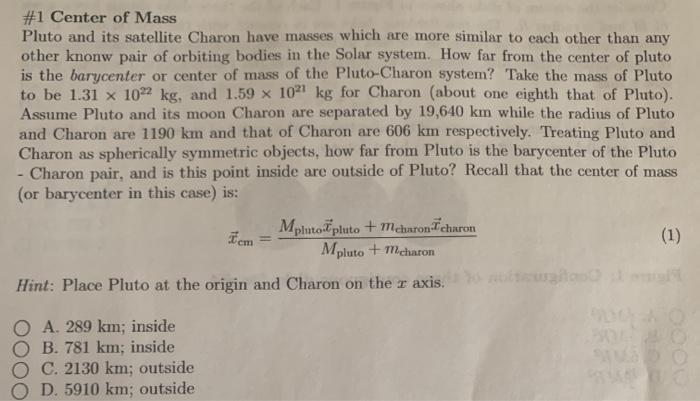 #1 Center of Mass
Pluto and its satellite Charon have masses which are more similar to each other than any
other knonw pair of orbiting bodies in the Solar system. How far from the center of pluto
is the barycenter or center of mass of the Pluto-Charon system? Take the mass of Pluto
to be 1.31 × 10²² kg, and 1.59 × 10²¹ kg for Charon (about one eighth that of Pluto).
Assume Pluto and its moon Charon are separated by 19,640 km while the radius of Pluto
and Charon are 1190 km and that of Charon are 606 km respectively. Treating Pluto and
Charon as spherically symmetric objects, how far from Pluto is the barycenter of the Pluto
- Charon pair, and is this point inside are outside of Pluto? Recall that the center of mass
(or barycenter in this case) is:
x⃗cm = (Mpluto x⃗pluto + mcharon x⃗charon) / (Mpluto + mcharon) (1)
Hint: Place Pluto at the origin and Charon on the x axis.
A. 289 km; inside
B. 781 km; inside
C. 2130 km; outside
D. 5910 km; outside